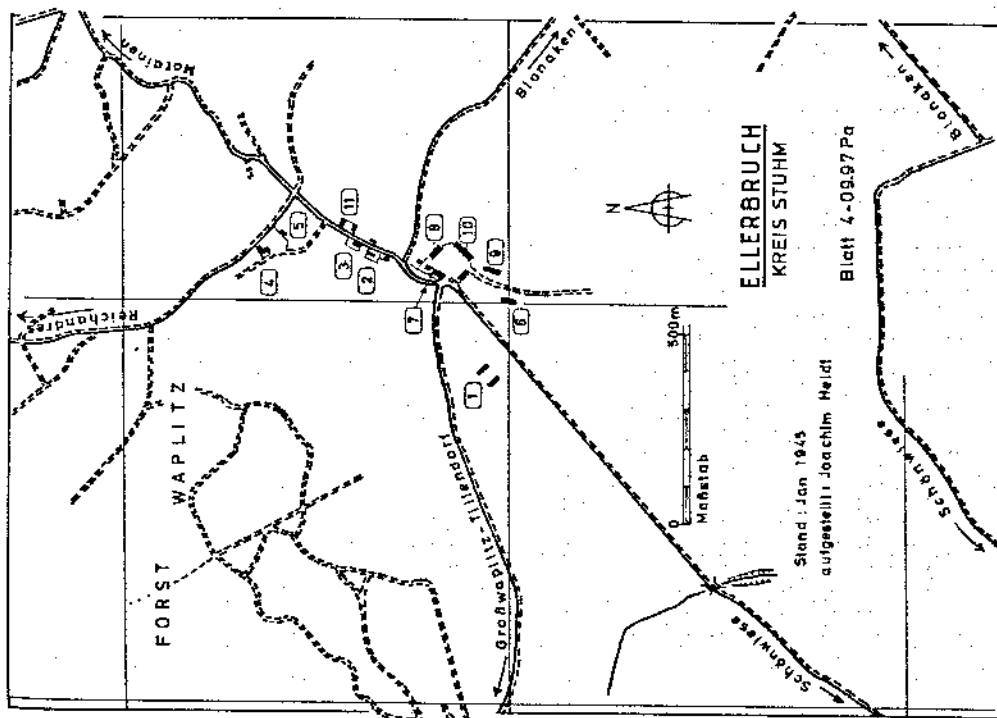 Reichandres
Motainen
FORST WAPLITZ
5
4
11
3
2
8
10
9
7
6
1
Blonaken
Großwaplitz - Tillendorf
N
0 500m
Maßstab
ELLERBRUCH
KREIS STUHM
Blatt 4-09.97 Pa
Stand : Jan 1945
aufgestellt : Joachim Heidt
Schönwiese
Schönwiese
Blonaken